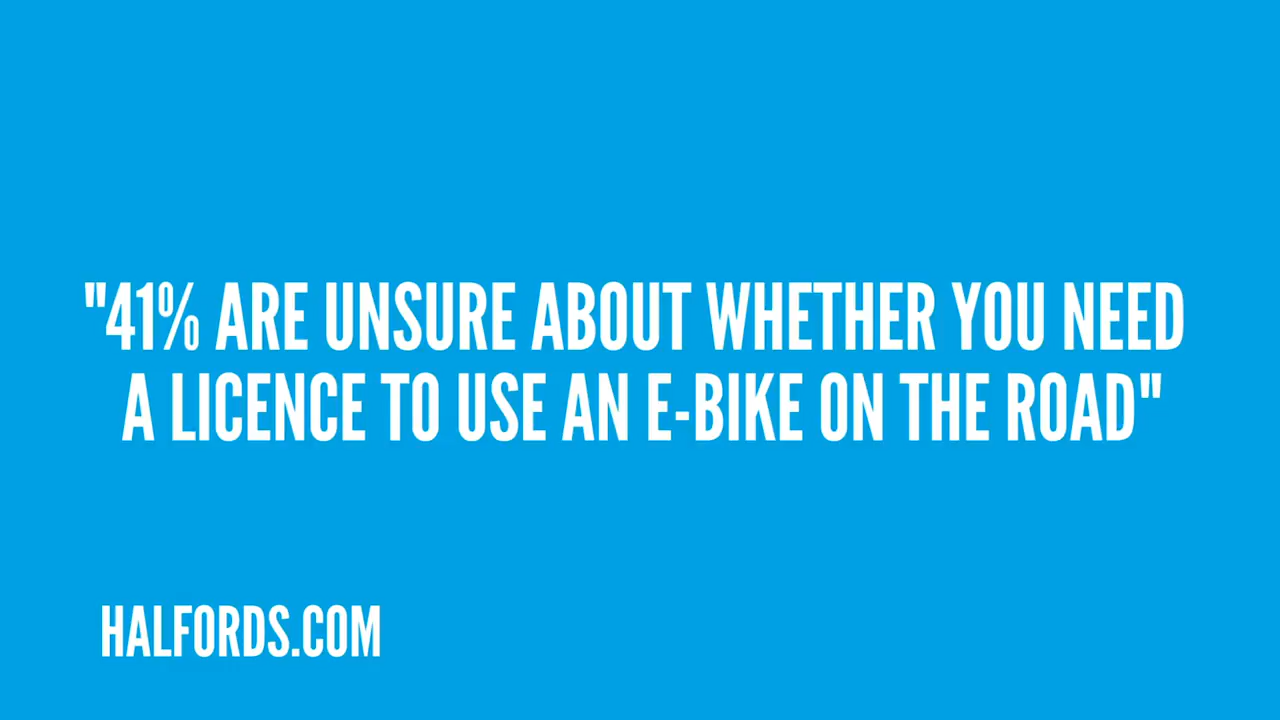 "41% ARE UNSURE ABOUT WHETHER YOU NEED
A LICENCE TO USE AN E-BIKE ON THE ROAD"
HALFORDS.COM